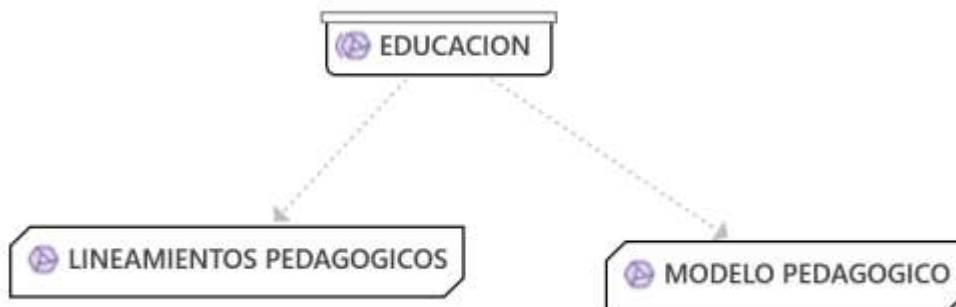 EDUCACION
LINEAMIENTOS PEDAGOGICOS
MODELO PEDAGOGICO